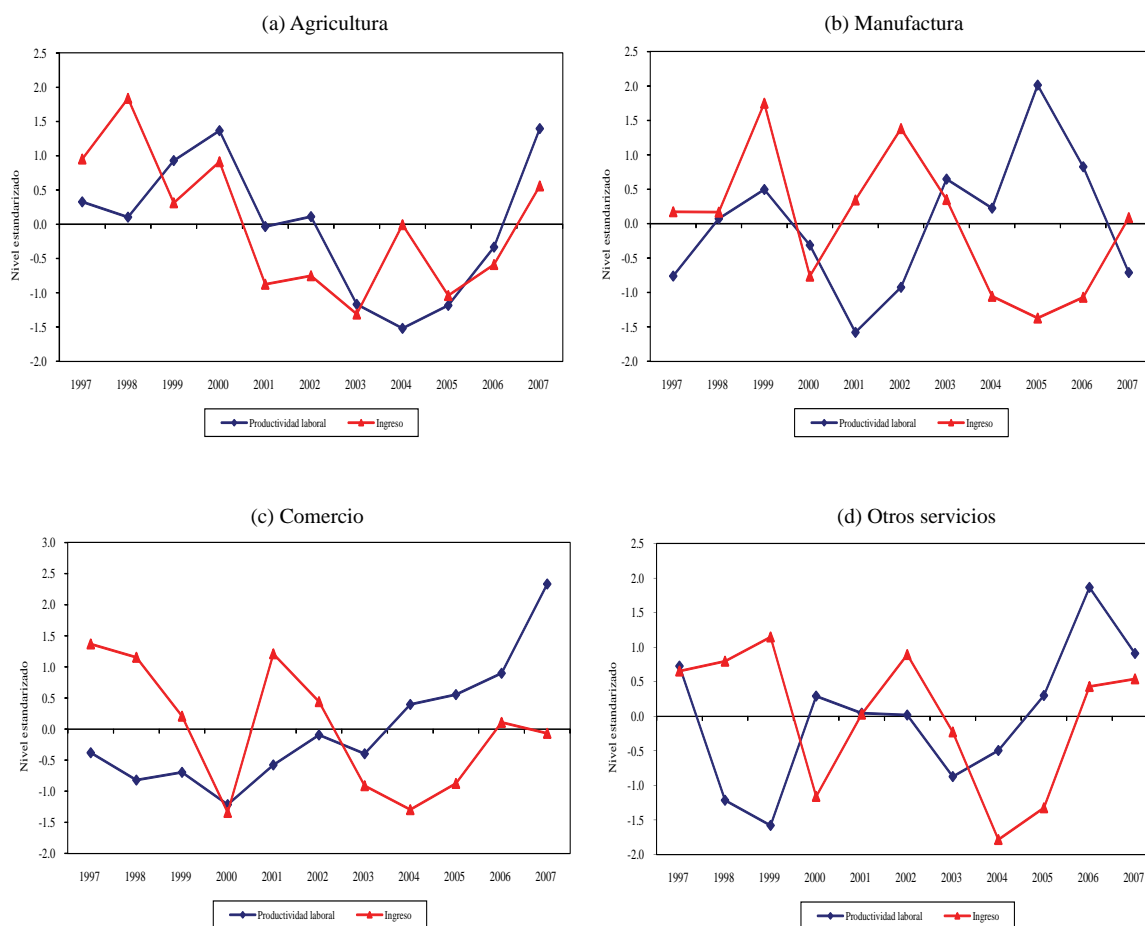 (a) Agricultura
Nivel estandarizado
2.5
2.0
1.5
1.0
0.5
0.0
-0.5
-1.0
-1.5
-2.0
1997 1998 1999 2000 2001 2002 2003 2004 2005 2006 2007
Productividad laboral Ingreso
(b) Manufactura
Nivel estandarizado
2.5
2.0
1.5
1.0
0.5
0.0
-0.5
-1.0
-1.5
-2.0
1997 1998 1999 2000 2001 2002 2003 2004 2005 2006 2007
Productividad laboral Ingreso
(c) Comercio
Nivel estandarizado
3.0
2.5
2.0
1.5
1.0
0.5
0.0
-0.5
-1.0
-1.5
-2.0
1997 1998 1999 2000 2001 2002 2003 2004 2005 2006 2007
Productividad laboral Ingreso
(d) Otros servicios
Nivel estandarizado
2.5
2.0
1.5
1.0
0.5
0.0
-0.5
-1.0
-1.5
-2.0
1997 1998 1999 2000 2001 2002 2003 2004 2005 2006 2007
Productividad laboral Ingreso